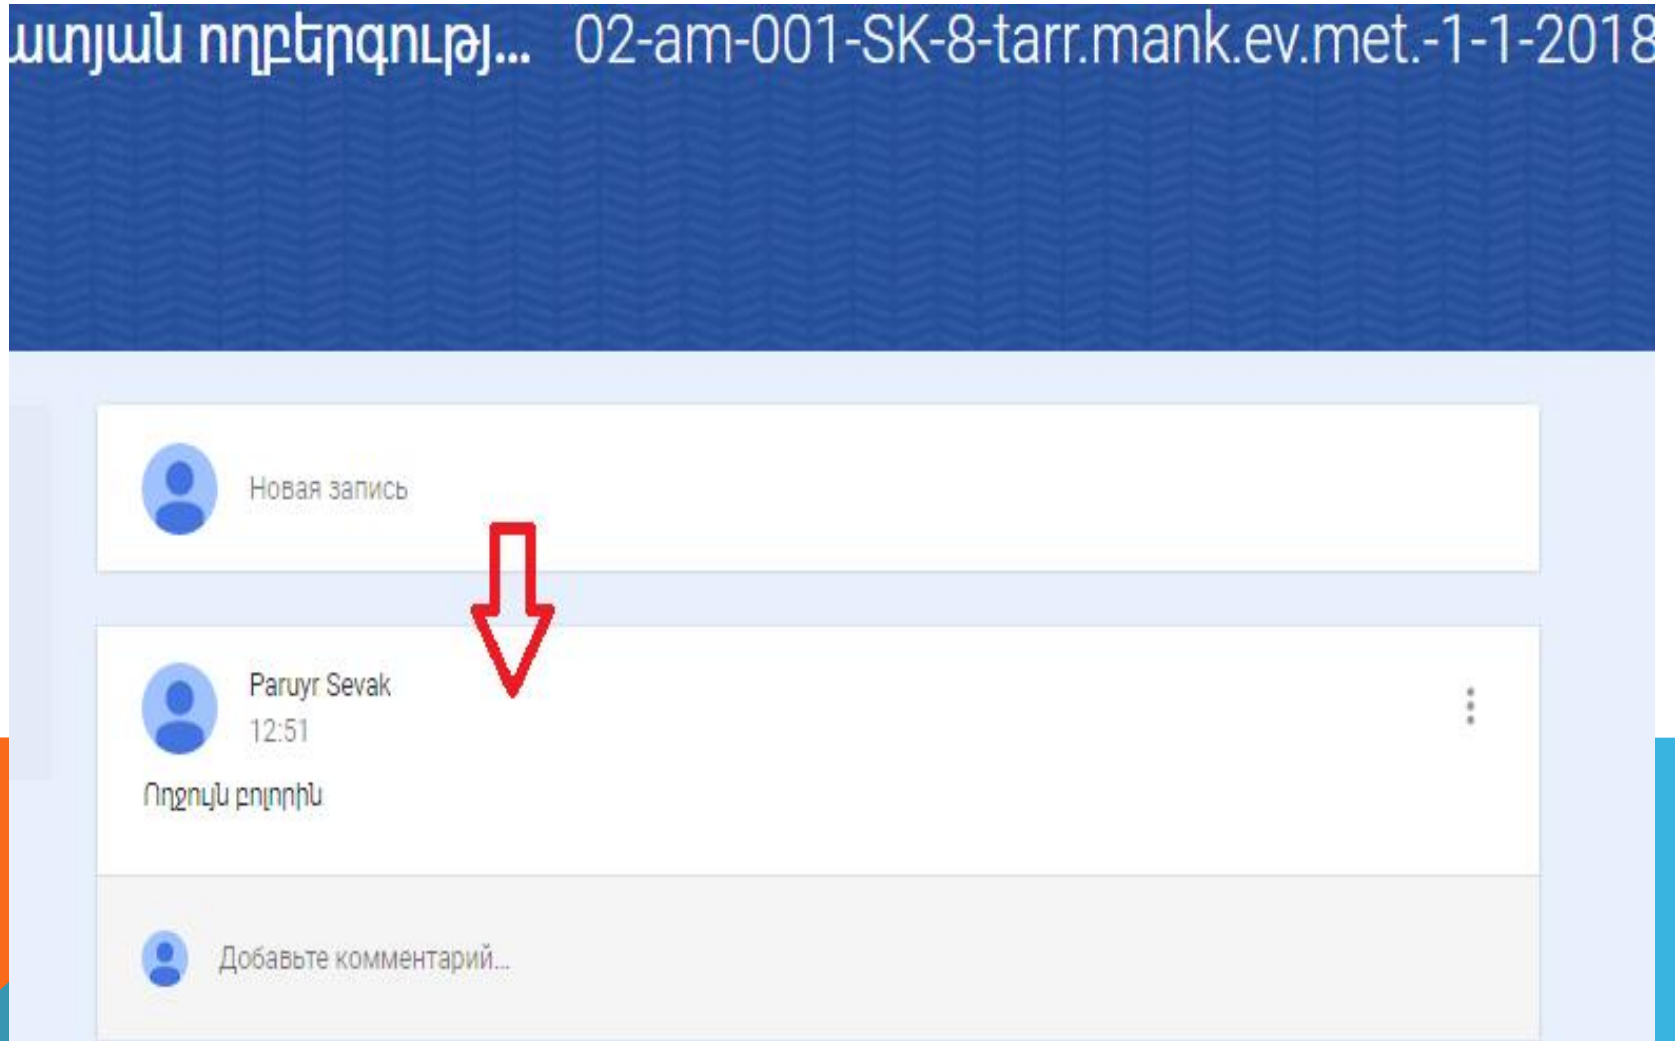 ատյան ողբերգությ... 02-am-001-SK-8-tarr.mank.ev.met.-1-1-2018
Новая запись
Paruyr Sevak
12:51
Ողջույն բոլորին
Добавьте комментарий...